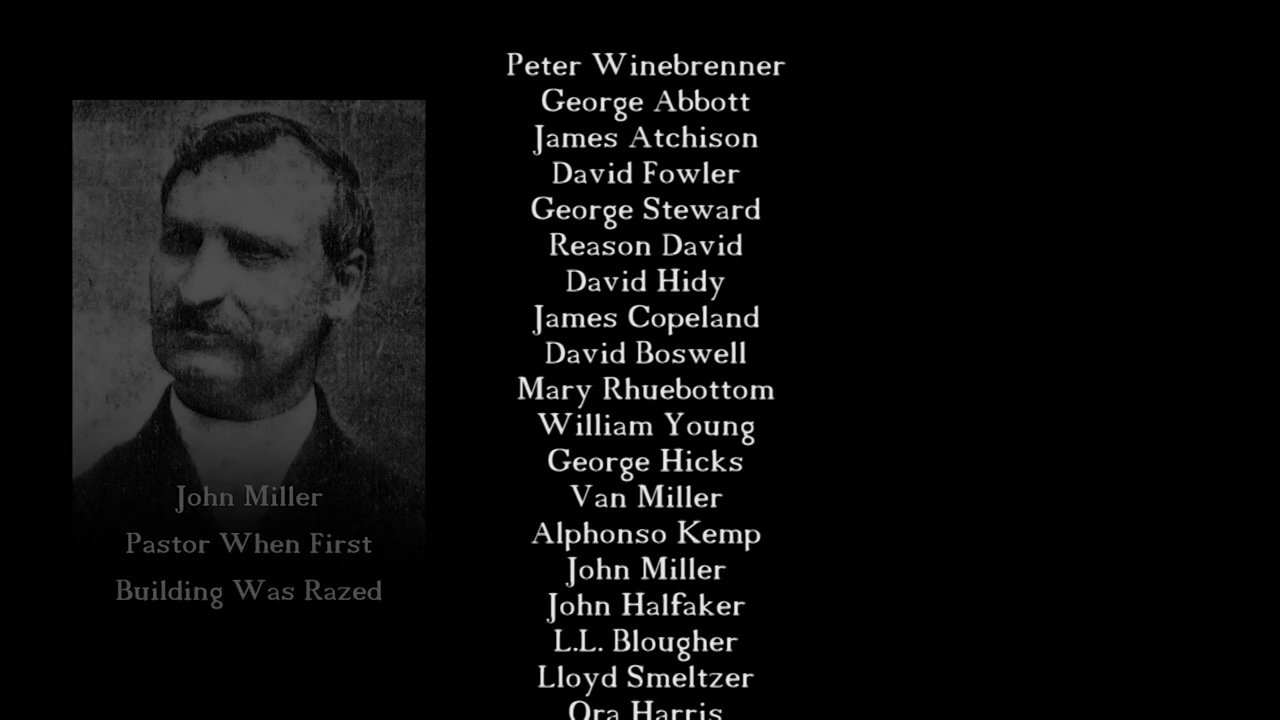 Peter Winebrenner
George Abbott
James Atchison
David Fowler
George Steward
Reason David
David Hidy
James Copeland
David Boswell
Mary Rhuebottom
William Young
George Hicks
Van Miller
Alphonso Kemp
John Miller
John Halfaker
L.L. Blougher
Lloyd Smeltzer
Ora Harris
John Miller
Pastor When First
Building Was Razed